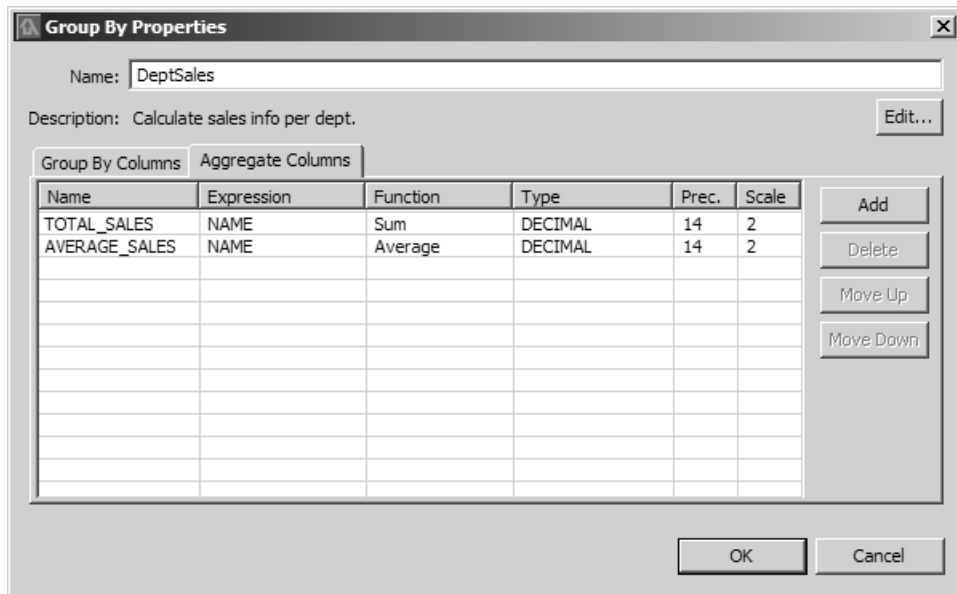 Group By Properties
Name: DeptSales
Description: Calculate sales info per dept.
Edit...
Group By Columns Aggregate Columns
Name Expression Function Type Prec. Scale
TOTAL_SALES NAME Sum DECIMAL 14 2
AVERAGE_SALES NAME Average DECIMAL 14 2
Add
Delete
Move Up
Move Down
OK Cancel